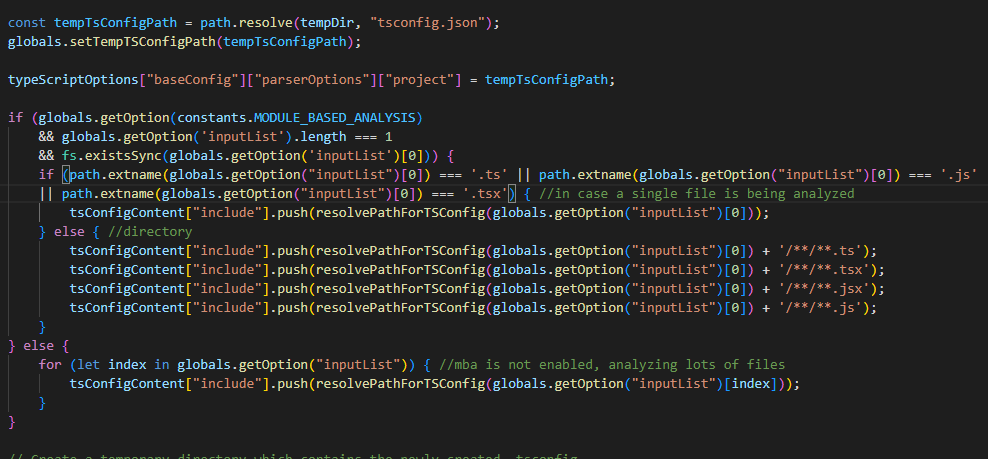 const tempTsConfigPath = path.resolve(tempDir, "tsconfig.json");
globals.setTempTSConfigPath(tempTsConfigPath);
typeScriptOptions["baseConfig"]["parserOptions"]["project"] = tempTsConfigPath;
if (globals.getOption(constants.MODULE_BASED_ANALYSIS)
&& globals.getOption('inputList').length === 1
&& fs.existsSync(globals.getOption('inputList')[0])) {
if (path.extname(globals.getOption("inputList")[0]) === '.ts' || path.extname(globals.getOption("inputList")[0]) === '.js'
|| path.extname(globals.getOption("inputList")[0]) === '.tsx') { //in case a single file is being analyzed
tsConfigContent["include"].push(resolvePathForTSConfig(globals.getOption("inputList")[0]));
} else { //directory
tsConfigContent["include"].push(resolvePathForTSConfig(globals.getOption("inputList")[0]) + '/**/**.ts');
tsConfigContent["include"].push(resolvePathForTSConfig(globals.getOption("inputList")[0]) + '/**/**.tsx');
tsConfigContent["include"].push(resolvePathForTSConfig(globals.getOption("inputList")[0]) + '/**/**.jsx');
tsConfigContent["include"].push(resolvePathForTSConfig(globals.getOption("inputList")[0]) + '/**/**.js');
}
} else {
for (let index in globals.getOption("inputList")) { //mba is not enabled, analyzing lots of files
tsConfigContent["include"].push(resolvePathForTSConfig(globals.getOption("inputList")[index]));
}
}
// Create a temporary directory which contains the newly created tsconfig